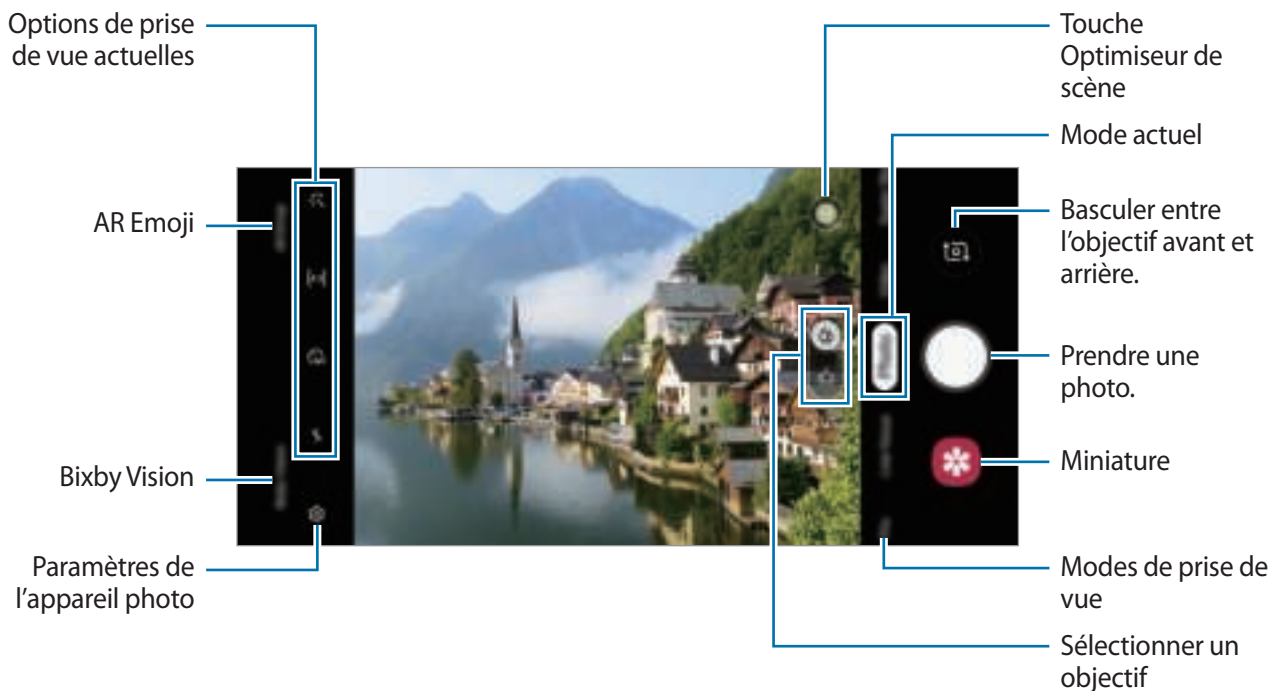 Options de prise
de vue actuelles
AR Emoji
Bixby Vision
Paramètres de
l'appareil photo
Touche
Optimiseur de
scène
Mode actuel
Basculer entre
l'objectif avant et
arrière.
Prendre une
photo.
Miniature
Modes de prise de
vue
Sélectionner un
objectif